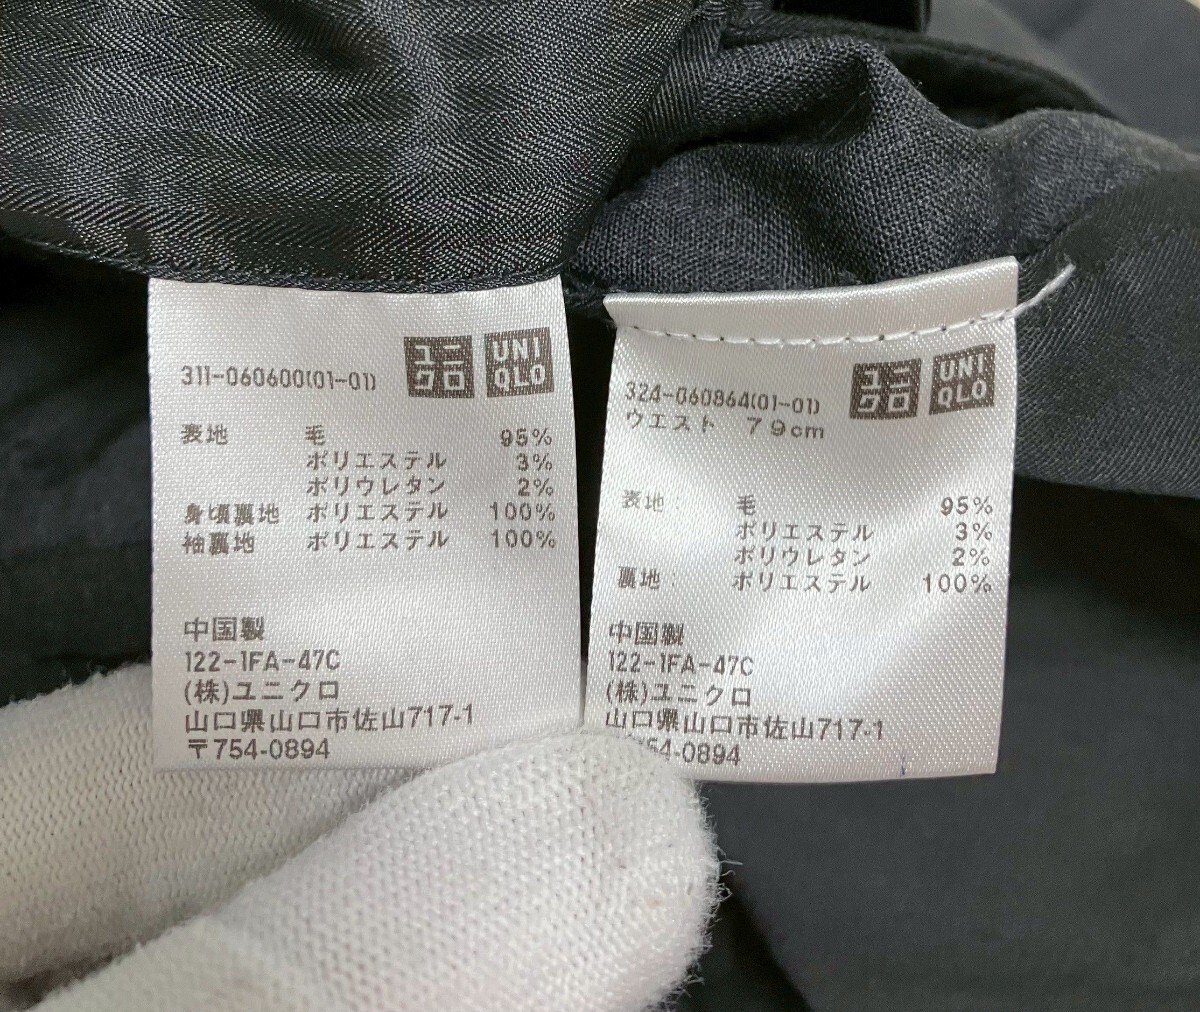 ユニ
クロ
UNI
QLO
311-060600(01-01)
表地 毛 95%
ポリエステル 3%
ポリウレタン 2%
身頃裏地 ポリエステル 100%
袖裏地 ポリエステル 100%
中国製
122-1FA-47C
(株)ユニクロ
山口県山口市佐山717-1
〒754-0894
ユニ
クロ
UNI
QLO
324-060864(01-01)
ウエスト 79cm
表地 毛 95%
ポリエステル 3%
ポリウレタン 2%
裏地 ポリエステル 100%
中国製
122-1FA-47C
(株)ユニクロ
山口県山口市佐山717-1
54-0894